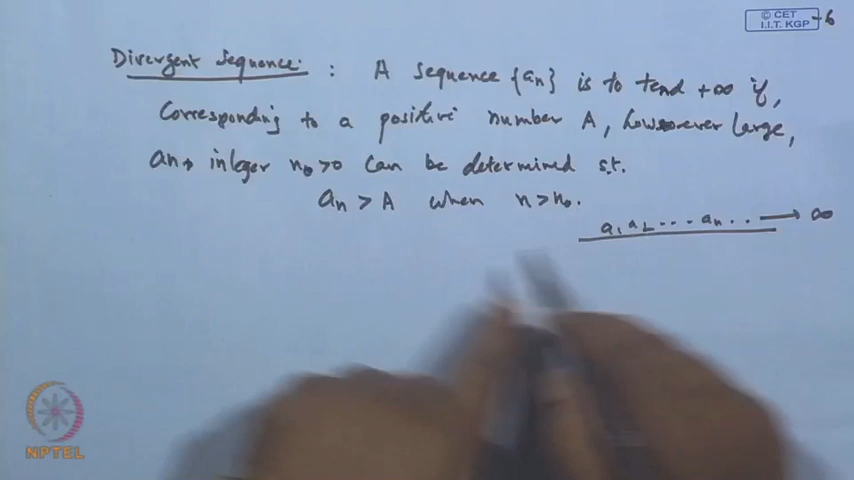 © CET
I.I.T. KGP
-6
Divergent Sequence : A sequence {an} is to tend +∞ if,
Corresponding to a positive number A, howsoever large,
an integer n0>0 can be determined s.t.
an > A when n>n0.
a1 a2 ... an .. → ∞
NPTEL